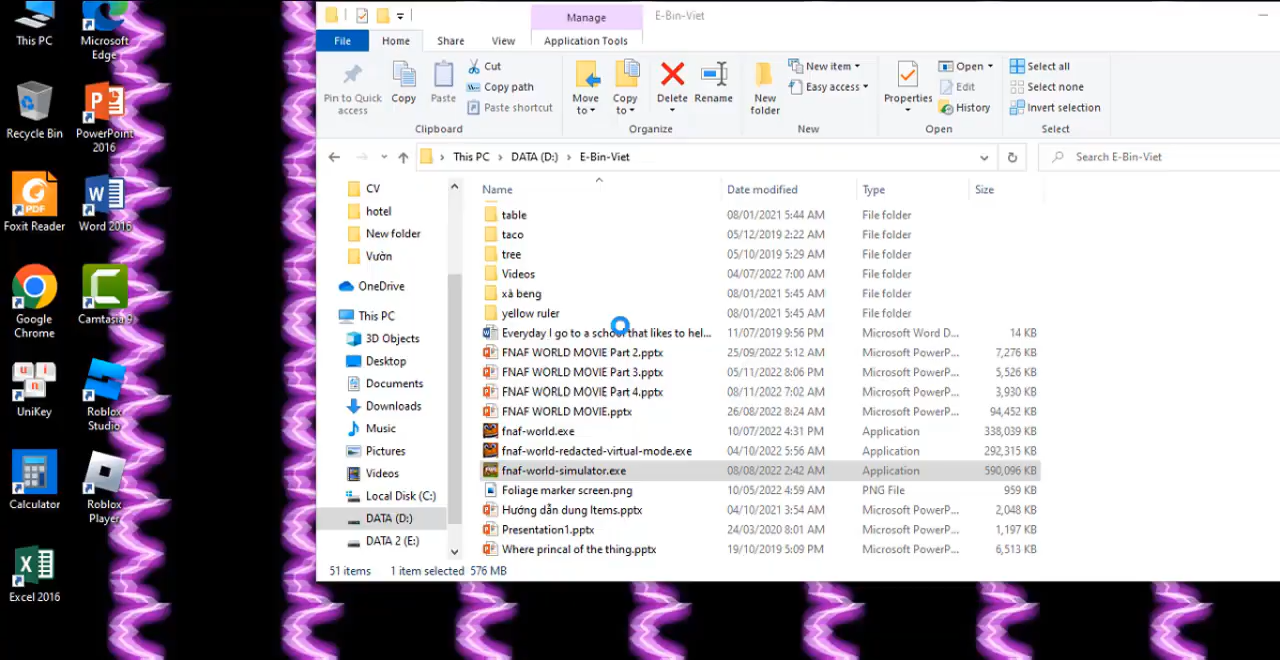 This PC
Microsoft
Edge
Recycle Bin
PowerPoint
2016
Foxit Reader
Word 2016
Google
Chrome
Camtasia 9
UniKey
Roblox
Studio
Calculator
Roblox
Player
Excel 2016
Manage
E-Bin-Viet
File
Home
Share
View
Application Tools
Pin to Quick
access
Copy
Paste
Cut
Copy path
Paste shortcut
Clipboard
Move
to
Copy
to
Delete
Rename
Organize
New
folder
New item
Easy access
New
Properties
Open
Edit
History
Open
Select all
Select none
Invert selection
Select
This PC > DATA (D:) > E-Bin-Viet
Search E-Bin-Viet
CV
hotel
New folder
Vườn
OneDrive
This PC
3D Objects
Desktop
Documents
Downloads
Music
Pictures
Videos
Local Disk (C:)
DATA (D:)
DATA 2 (E:)
Name Date modified Type Size
table 08/01/2021 5:44 AM File folder
taco 05/12/2019 2:22 AM File folder
tree 05/10/2019 5:29 AM File folder
Videos 04/07/2022 7:00 AM File folder
xà beng 08/01/2021 5:45 AM File folder
yellow ruler 08/01/2021 5:45 AM File folder
Everyday I go to a school that likes to hel... 11/07/2019 9:56 PM Microsoft Word D... 14 KB
FNAF WORLD MOVIE Part 2.pptx 25/09/2022 5:12 AM Microsoft PowerP... 7,276 KB
FNAF WORLD MOVIE Part 3.pptx 05/11/2022 8:06 PM Microsoft PowerP... 5,526 KB
FNAF WORLD MOVIE Part 4.pptx 08/11/2022 7:02 AM Microsoft PowerP... 3,930 KB
FNAF WORLD MOVIE.pptx 26/08/2022 8:24 AM Microsoft PowerP... 94,452 KB
fnaf-world.exe 10/07/2022 4:31 PM Application 338,039 KB
fnaf-world-redacted-virtual-mode.exe 04/10/2022 5:56 AM Application 292,315 KB
fnaf-world-simulator.exe 08/08/2022 2:42 AM Application 590,096 KB
Foliage marker screen.png 10/05/2022 4:59 AM PNG File 959 KB
Hướng dẫn dung Items.pptx 04/10/2021 3:54 AM Microsoft PowerP... 2,048 KB
Presentation1.pptx 24/03/2020 8:01 AM Microsoft PowerP... 1,197 KB
Where princal of the thing.pptx 19/10/2019 5:09 PM Microsoft PowerP... 6,513 KB
51 items 1 item selected 576 MB